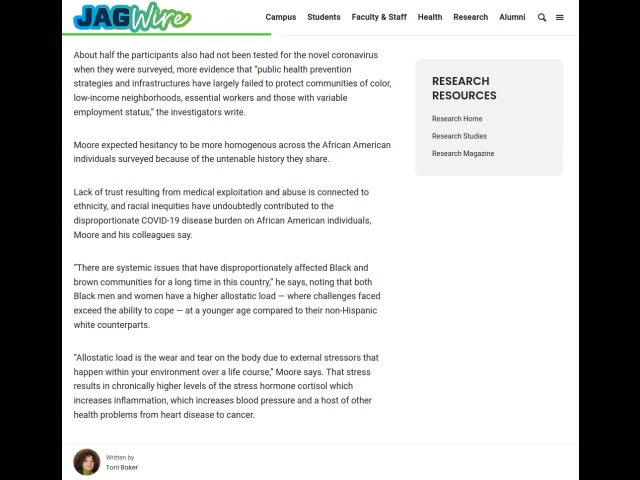 JAGWire
Campus Students Faculty & Staff Health Research Alumni
About half the participants also had not been tested for the novel coronavirus
when they were surveyed, more evidence that “public health prevention
strategies and infrastructures have largely failed to protect communities of color,
low-income neighborhoods, essential workers and those with variable
employment status,” the investigators write.
Moore expected hesitancy to be more homogenous across the African American
individuals surveyed because of the untenable history they share.
Lack of trust resulting from medical exploitation and abuse is connected to
ethnicity, and racial inequities have undoubtedly contributed to the
disproportionate COVID-19 disease burden on African American individuals,
Moore and his colleagues say.
“There are systemic issues that have disproportionately affected Black and
brown communities for a long time in this country,” he says, noting that both
Black men and women have a higher allostatic load — where challenges faced
exceed the ability to cope — at a younger age compared to their non-Hispanic
white counterparts.
“Allostatic load is the wear and tear on the body due to external stressors that
happen within your environment over a life course,” Moore says. That stress
results in chronically higher levels of the stress hormone cortisol which
increases inflammation, which increases blood pressure and a host of other
health problems from heart disease to cancer.
RESEARCH
RESOURCES
Research Home
Research Studies
Research Magazine
Written by
Toni Baker